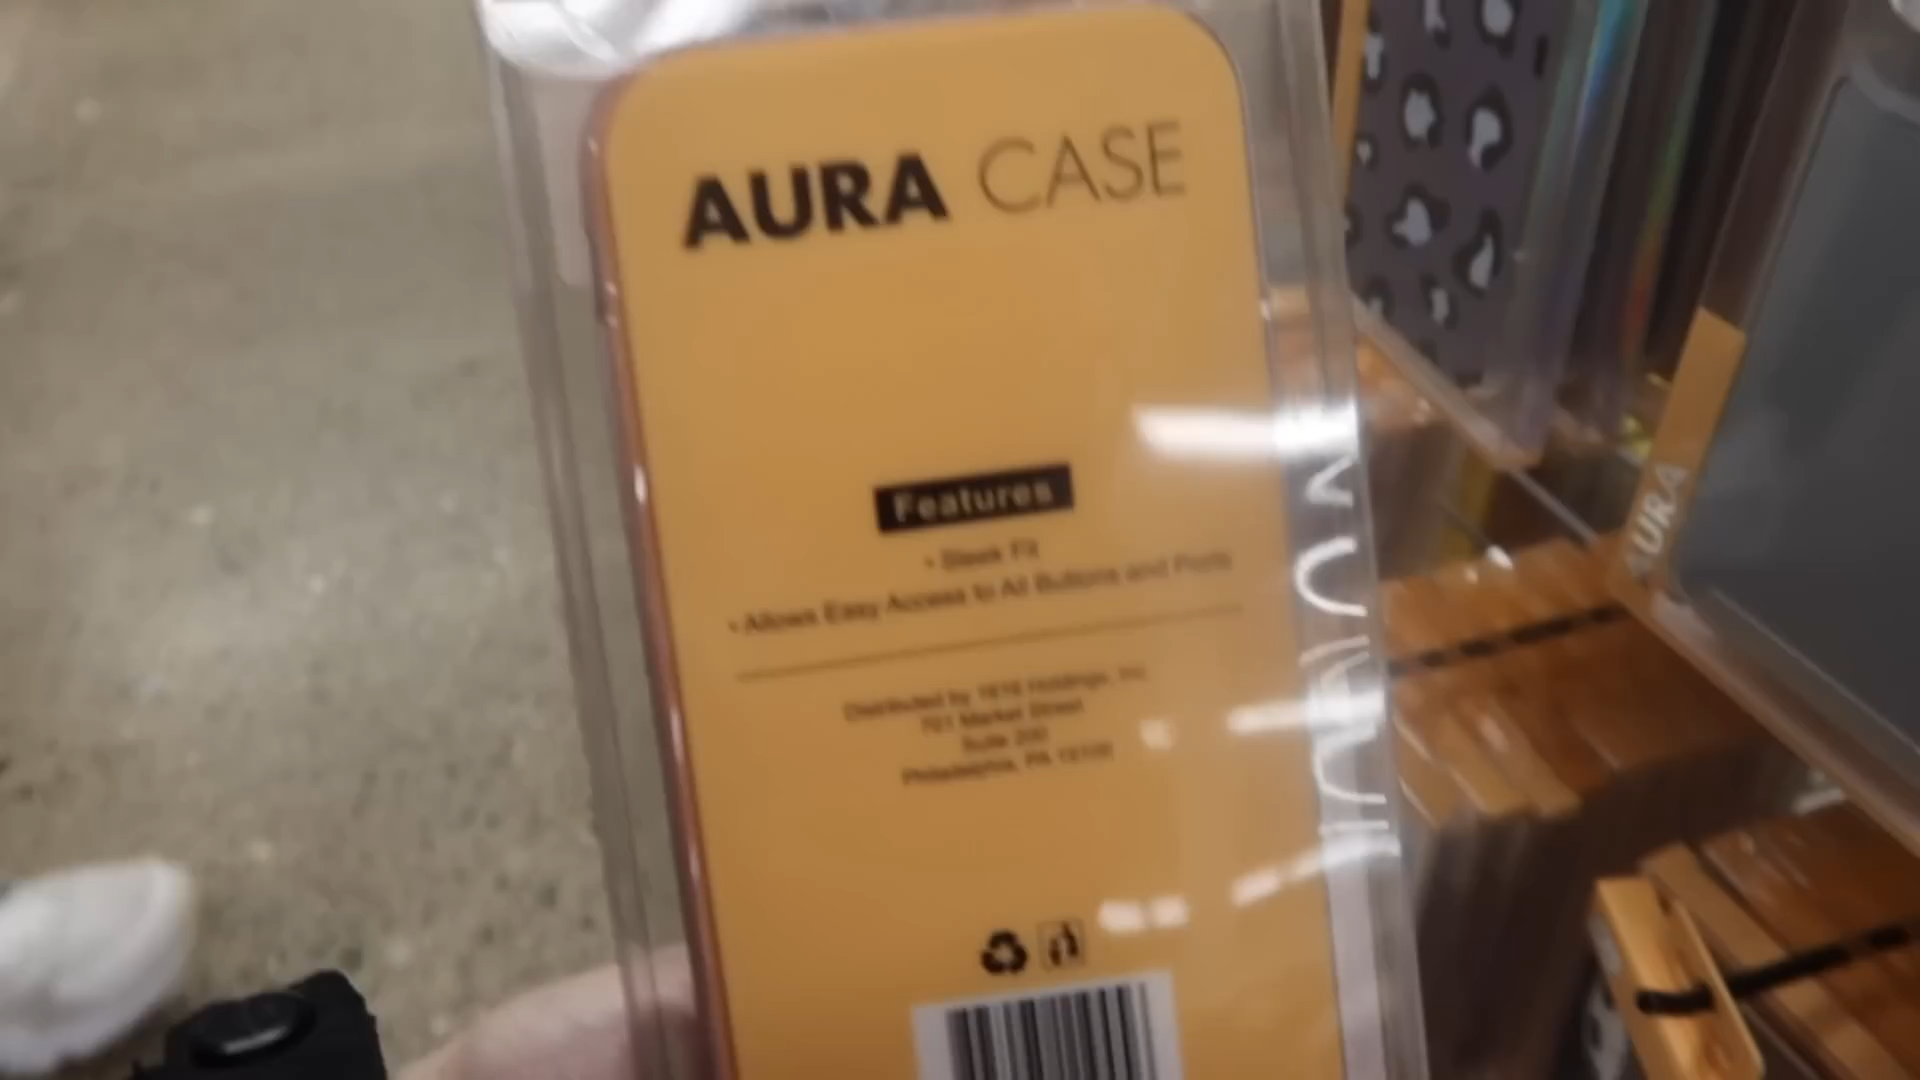 AURA CASE
Features
• Sleek Fit
• Allows Easy Access to All Buttons and Ports
Distributed by 1616 Holdings, Inc
701 Market Street
Suite 200
Philadelphia, PA
AURA